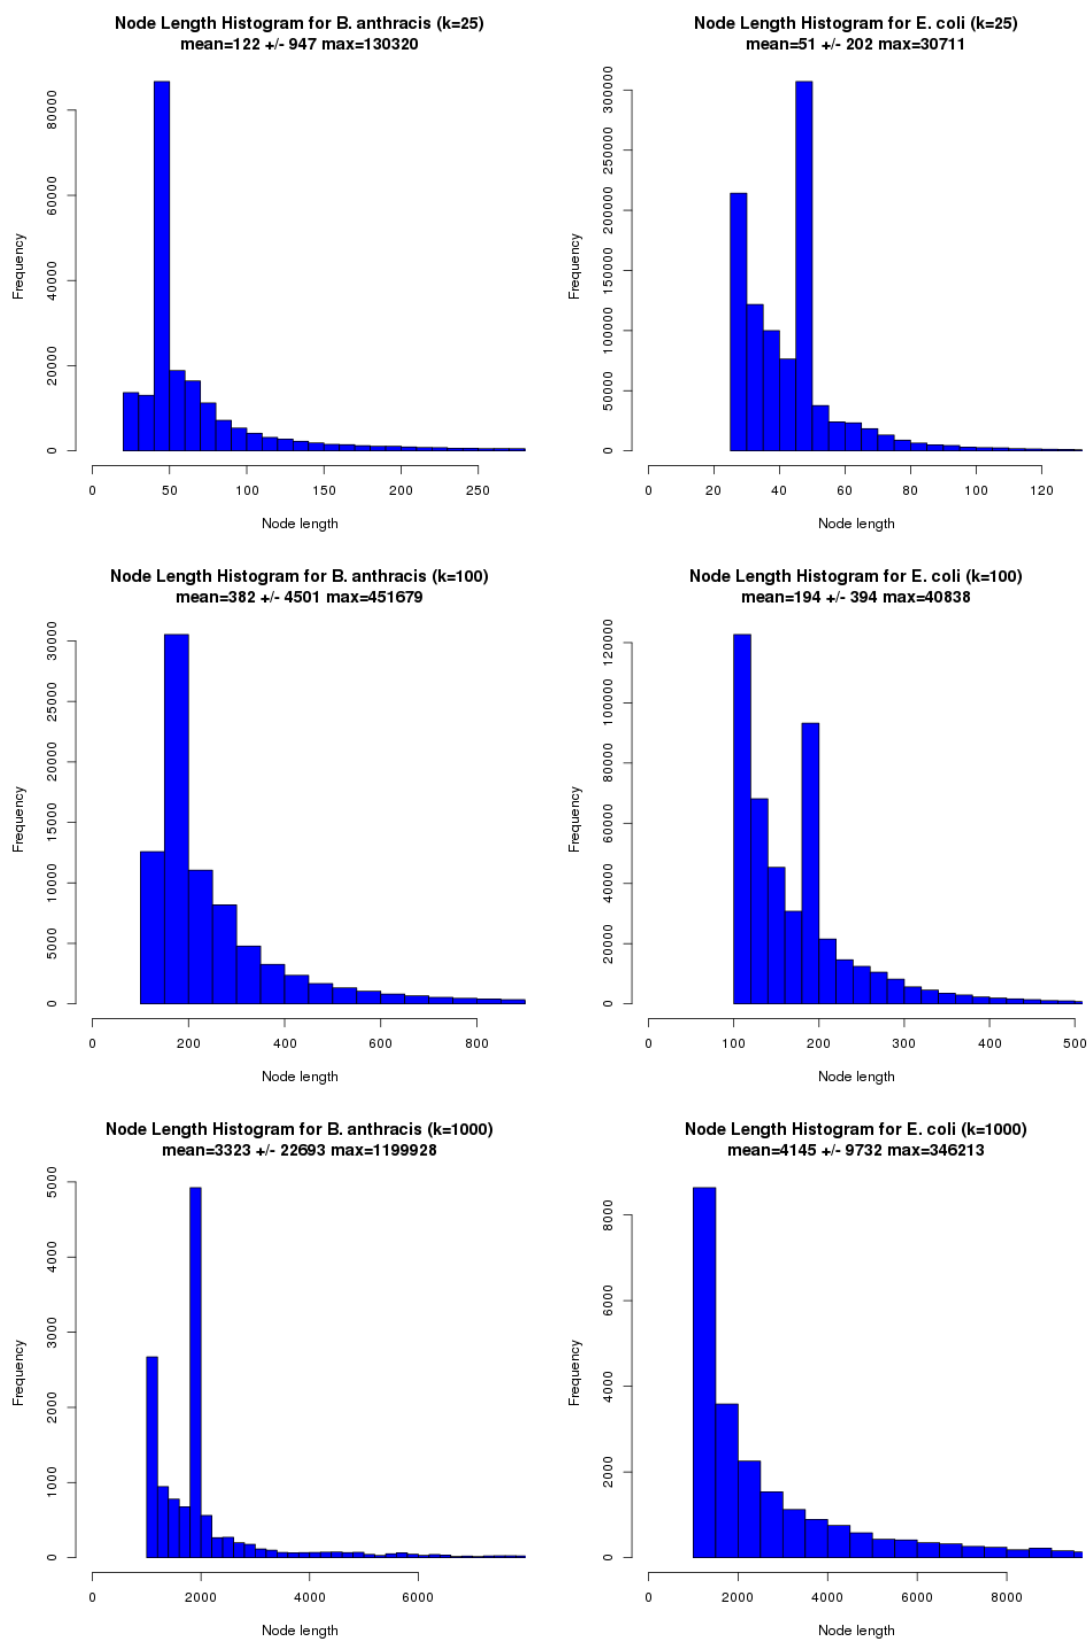 Node Length Histogram for B. anthracis (k=25)
mean=122 +/- 947 max=130320
Frequency
80000
60000
40000
20000
0
0 50 100 150 200 250
Node length
Node Length Histogram for E. coli (k=25)
mean=51 +/- 202 max=30711
Frequency
300000
250000
200000
150000
100000
50000
0
0 20 40 60 80 100 120
Node length
Node Length Histogram for B. anthracis (k=100)
mean=382 +/- 4501 max=451679
Frequency
30000
25000
20000
15000
10000
5000
0
0 200 400 600 800
Node length
Node Length Histogram for E. coli (k=100)
mean=194 +/- 394 max=40838
Frequency
120000
100000
80000
60000
40000
20000
0
0 100 200 300 400 500
Node length
Node Length Histogram for B. anthracis (k=1000)
mean=3323 +/- 22693 max=1199928
Frequency
5000
4000
3000
2000
1000
0
0 2000 4000 6000
Node length
Node Length Histogram for E. coli (k=1000)
mean=4145 +/- 9732 max=346213
Frequency
8000
6000
4000
2000
0
0 2000 4000 6000 8000
Node length